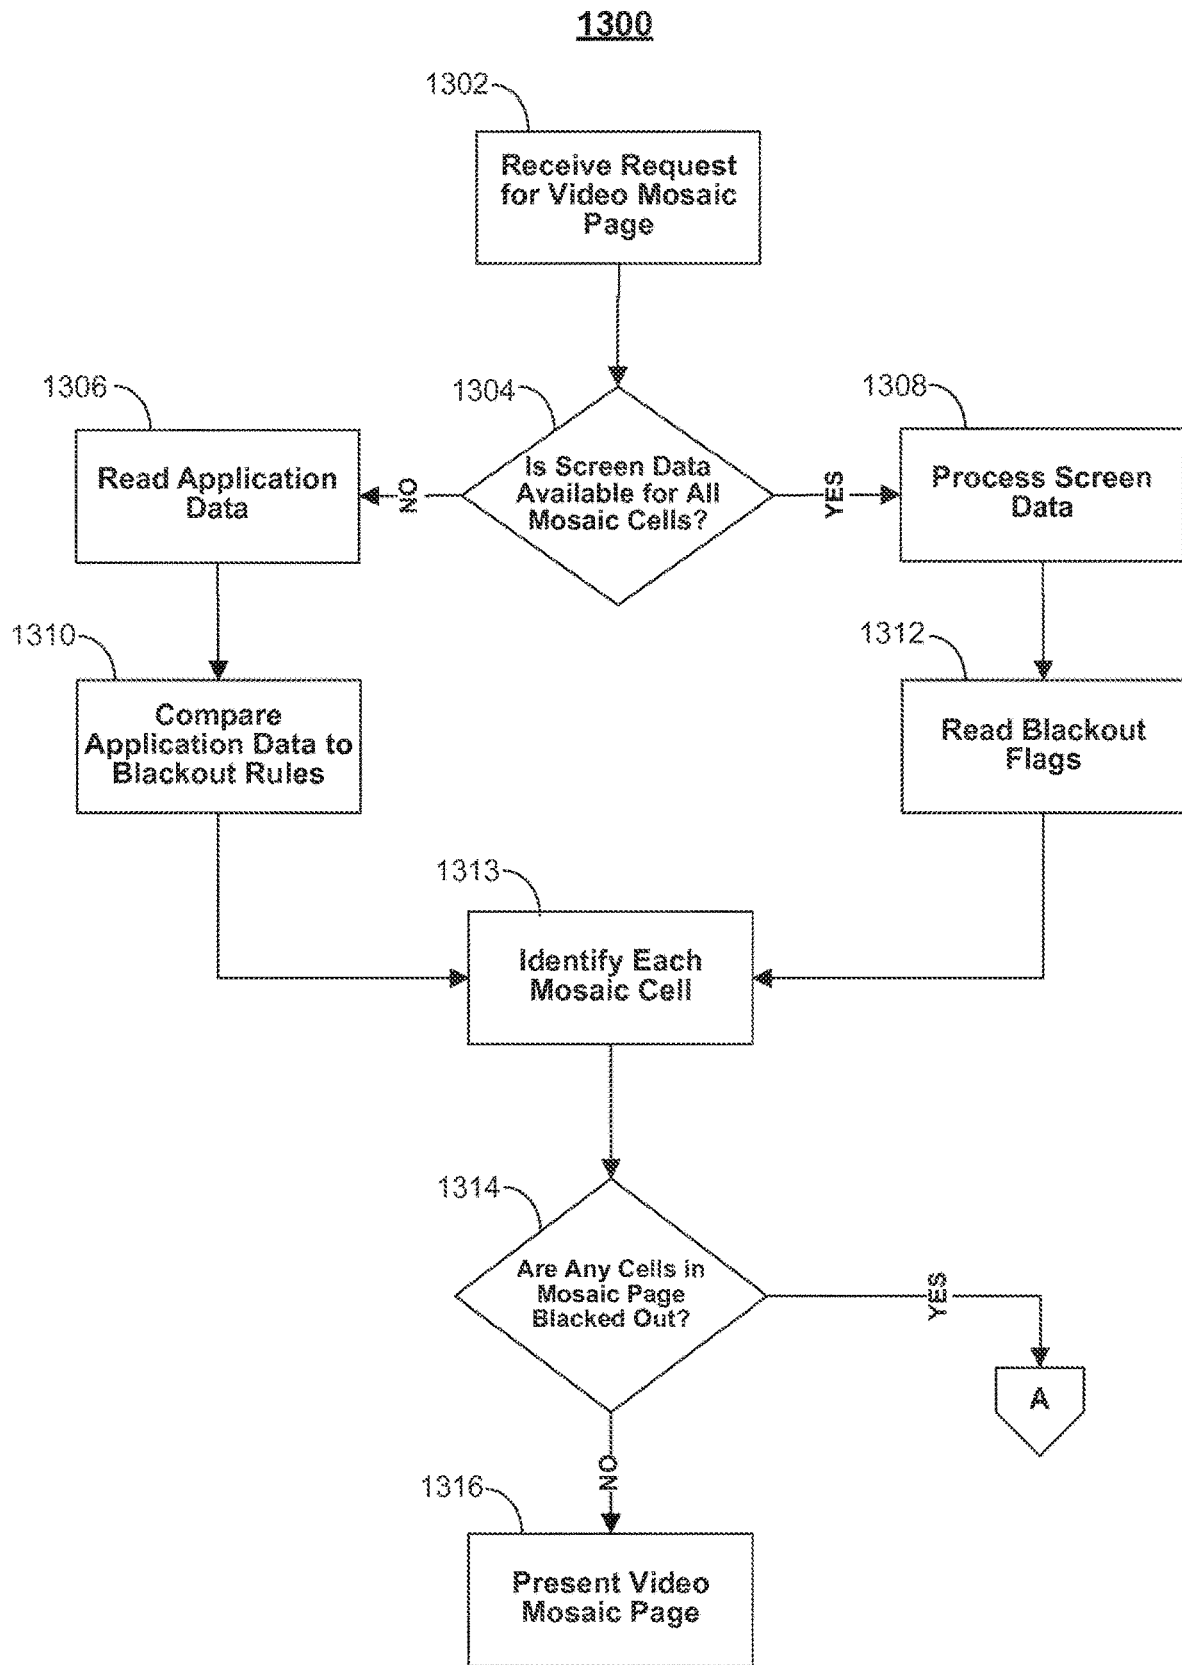 1300
1302
Receive Request
for Video Mosaic
Page
1304
Is Screen Data
Available for All
Mosaic Cells?
NO
YES
1306
Read Application
Data
1308
Process Screen
Data
1310
Compare
Application Data to
Blackout Rules
1312
Read Blackout
Flags
1313
Identify Each
Mosaic Cell
1314
Are Any Cells in
Mosaic Page
Blacked Out?
YES
A
NO
1316
Present Video
Mosaic Page